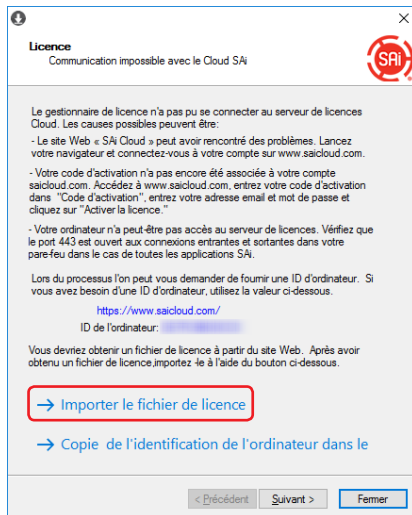 Licence
Communication impossible avec le Cloud SAi
SAi
Le gestionnaire de licence n'a pas pu se connecter au serveur de licences
Cloud. Les causes possibles peuvent être:
- Le site Web « SAi Cloud » peut avoir rencontré des problèmes. Lancez
votre navigateur et connectez-vous à votre compte sur www.saicloud.com.
- Votre code d'activation n'a pas encore été associée à votre compte
saicloud.com. Accédez à www.saicloud.com, entrez votre code d'activation
dans "Code d'activation", entrez votre adresse email et mot de passe et
cliquez sur "Activer la licence."
- Votre ordinateur n'a peut-être pas accès au serveur de licences. Vérifiez que
le port 443 est ouvert aux connexions entrantes et sortantes dans votre
pare-feu dans le cas de toutes les applications SAi.
Lors du processus l'on peut vous demander de fournir une ID d'ordinateur. Si
vous avez besoin d'une ID d'ordinateur, utilisez la valeur ci-dessous.
https://www.saicloud.com/
ID de l'ordinateur:
Vous devriez obtenir un fichier de licence à partir du site Web. Après avoir
obtenu un fichier de licence,importez -le à l'aide du bouton ci-dessous.
→ Importer le fichier de licence
→ Copie de l'identification de l'ordinateur dans le
< Précédent Suivant > Fermer